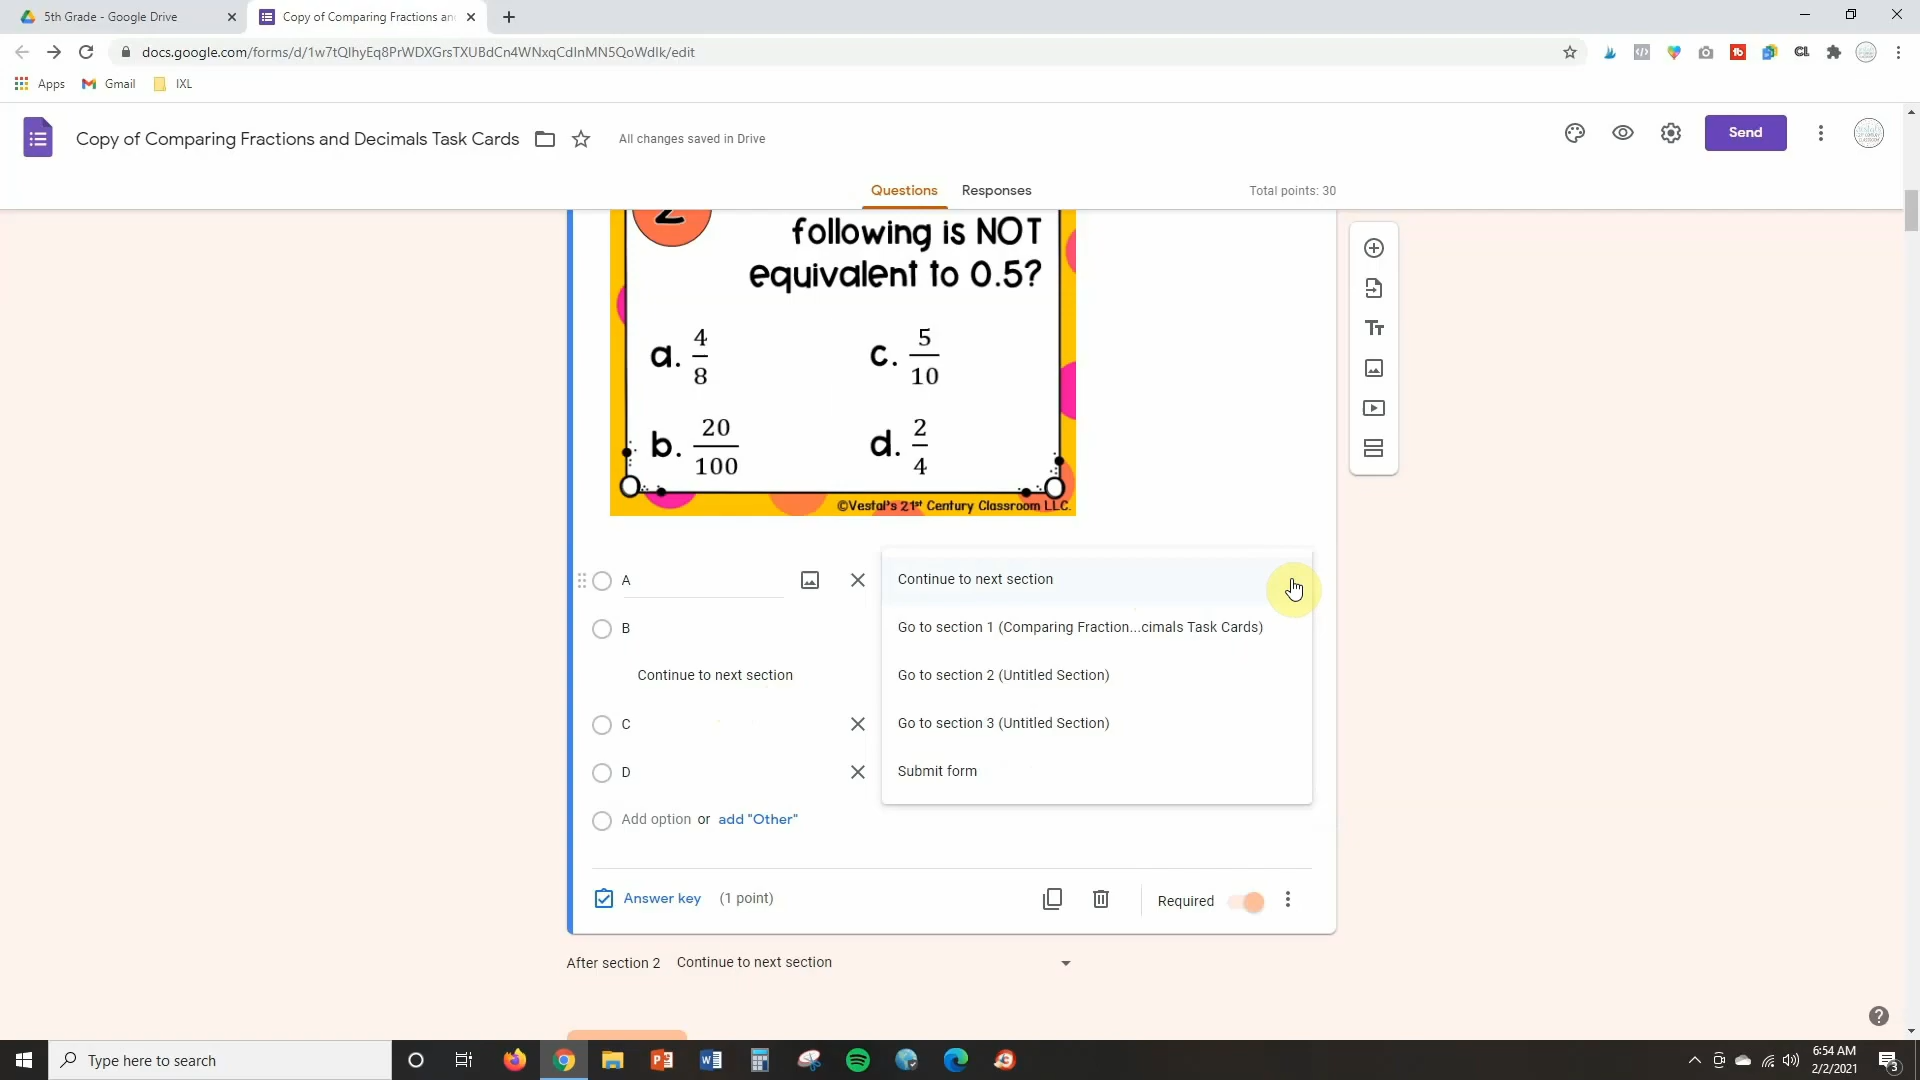 5th Grade - Google Drive
Copy of Comparing Fractions an
docs.google.com/forms/d/1w7tQlhyEq8PrWDXGrsTXUBdCn4WNxqCdlnMN5QoWdlk/edit
Apps
Gmail
IXL
Copy of Comparing Fractions and Decimals Task Cards
All changes saved in Drive
Send
Questions
Responses
Total points: 30
2
following is NOT
equivalent to 0.5?
a. 4/8
c. 5/10
b. 20/100
d. 2/4
©Vestal's 21st Century Classroom LLC.
A
Continue to next section
B
Go to section 1 (Comparing Fraction...cimals Task Cards)
Continue to next section
Go to section 2 (Untitled Section)
C
Go to section 3 (Untitled Section)
D
Submit form
Add option or add "Other"
Answer key (1 point)
Required
After section 2 Continue to next section
Type here to search
6:54 AM
2/2/2021
3